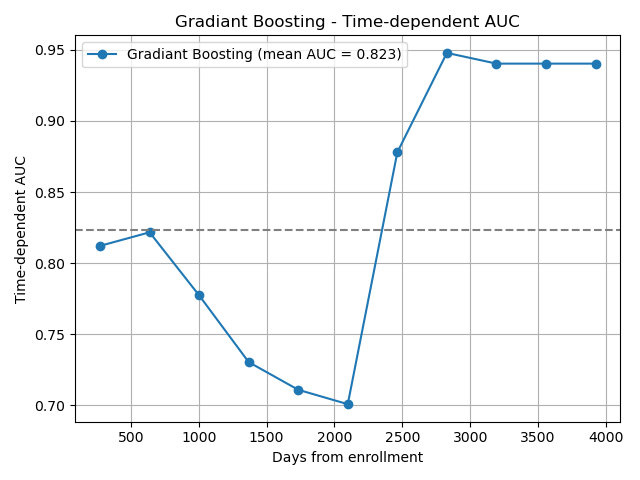 Gradiant Boosting - Time-dependent AUC
Gradiant Boosting (mean AUC = 0.823)
Time-dependent AUC
0.95
0.90
0.85
0.80
0.75
0.70
500 1000 1500 2000 2500 3000 3500 4000
Days from enrollment